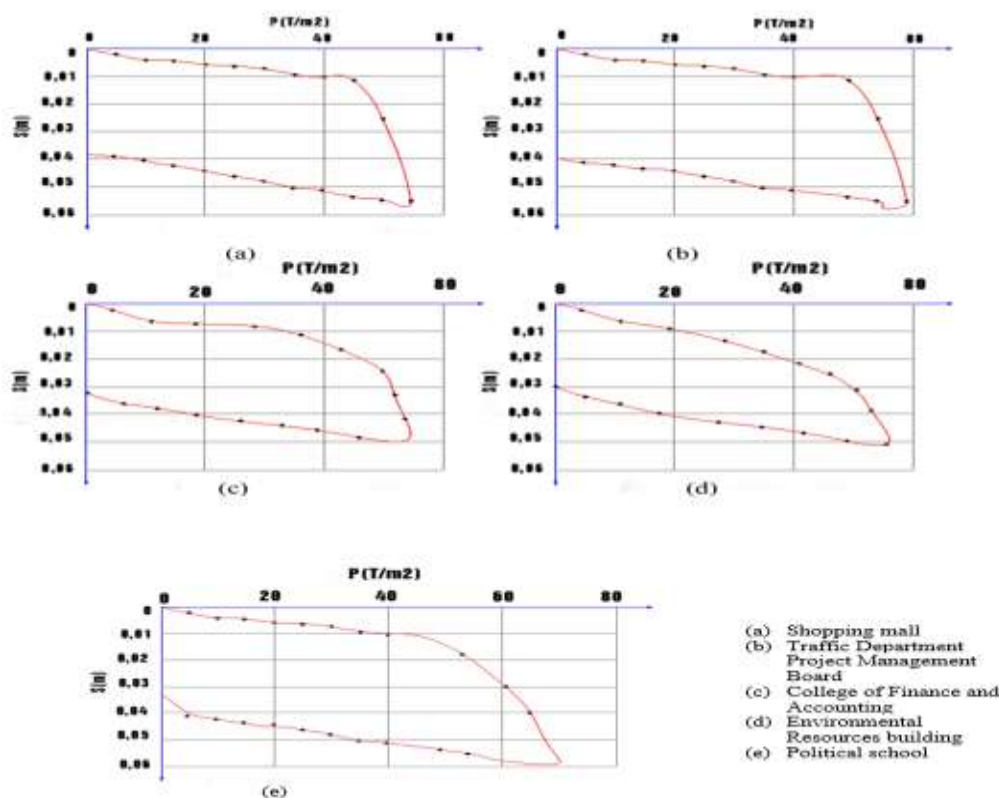 P(T/m2)
0 20 40 60
0
0,01
0,02
0,03
0,04
0,05
0,06
S(m)
(a)
P(T/m2)
0 20 40 60
0
0,01
0,02
0,03
0,04
0,05
0,06
S(m)
(b)
P(T/m2)
0 20 40 80
0
0,01
0,02
0,03
0,04
0,05
0,06
S(m)
(c)
P(T/m2)
0 20 40 80
0
0,01
0,02
0,03
0,04
0,05
0,06
S(m)
(d)
P(T/m2)
0 20 40 60 80
0
0,01
0,02
0,03
0,04
0,05
0,06
S(m)
(e)
(a) Shopping mall
(b) Traffic Department
Project Management
Board
(c) College of Finance and
Accounting
(d) Environmental
Resources building
(e) Political school